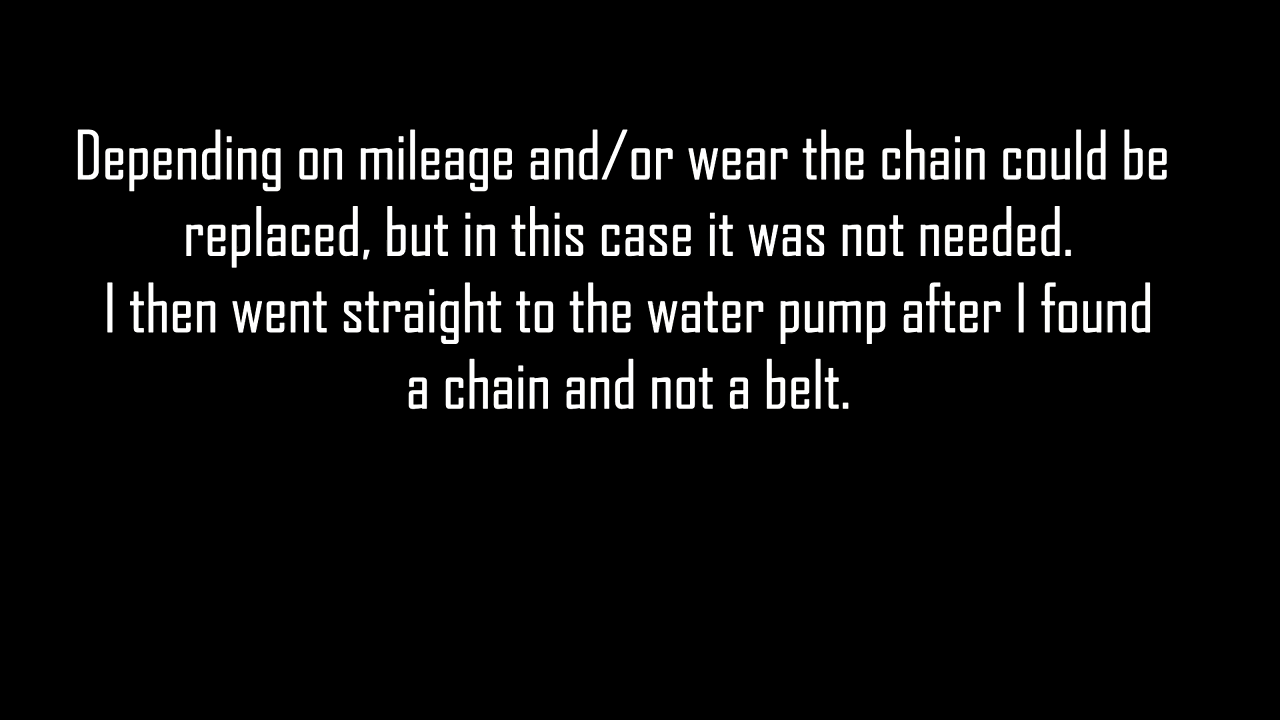 Depending on mileage and/or wear the chain could be
replaced, but in this case it was not needed.
I then went straight to the water pump after I found
a chain and not a belt.